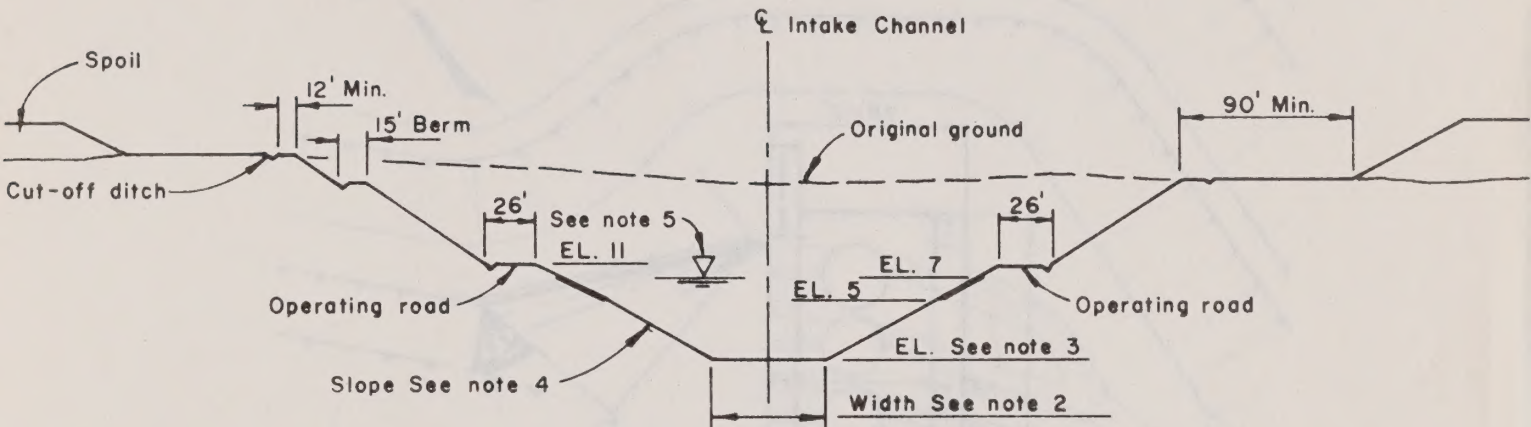 ℄ Intake Channel
Spoil
12' Min.
15' Berm
90' Min.
Original ground
Cut-off ditch
26'
See note 5
26'
EL. 11
EL. 7
EL. 5
Operating road
Operating road
EL. See note 3
Slope See note 4
Width See note 2